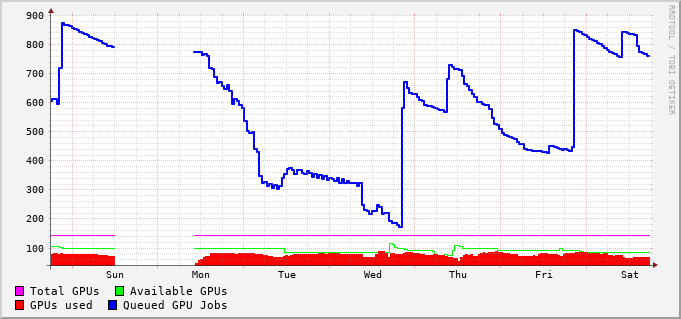 900
800
700
600
500
400
300
200
100
Sun Mon Tue Wed Thu Fri Sat
Total GPUs Available GPUs
GPUs used Queued GPU Jobs
RRDTOOL / TOBI OETIKER